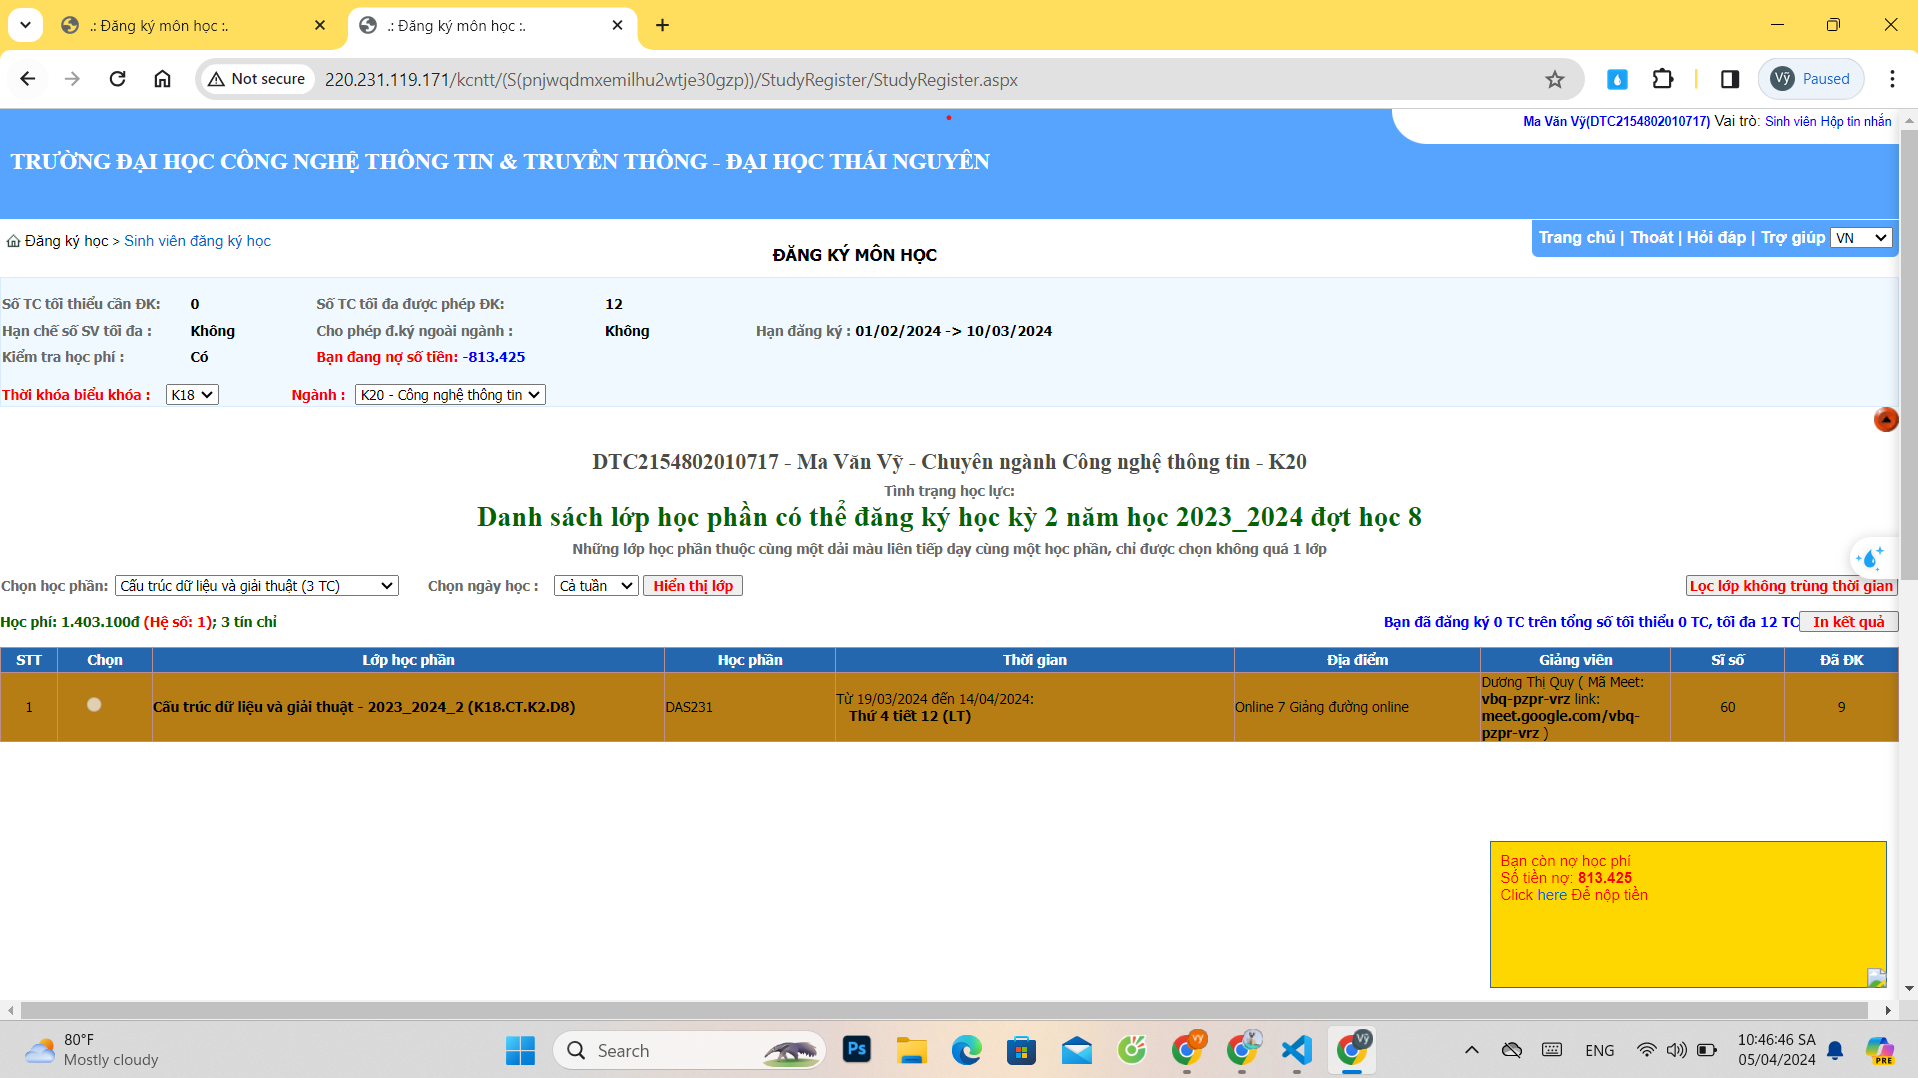 .: Đăng ký môn học :.
.: Đăng ký môn học :.
Not secure
220.231.119.171/kcntt/(S(pnjwqdmxemilhu2wtje30gzp))/StudyRegister/StudyRegister.aspx
Vỹ Paused
Ma Văn Vỹ(DTC2154802010717) Vai trò: Sinh viên Hộp tin nhắn
TRƯỜNG ĐẠI HỌC CÔNG NGHỆ THÔNG TIN & TRUYỀN THÔNG - ĐẠI HỌC THÁI NGUYÊN
Đăng ký học > Sinh viên đăng ký học
Trang chủ | Thoát | Hỏi đáp | Trợ giúp VN
ĐĂNG KÝ MÔN HỌC
Số TC tối thiểu cần ĐK: 0 Số TC tối đa được phép ĐK: 12
Hạn chế số SV tối đa : Không Cho phép đ.ký ngoài ngành : Không Hạn đăng ký : 01/02/2024 -> 10/03/2024
Kiểm tra học phí : Có Bạn đang nợ số tiền: -813.425
Thời khóa biểu khóa : K18 Ngành : K20 - Công nghệ thông tin
DTC2154802010717 - Ma Văn Vỹ - Chuyên ngành Công nghệ thông tin - K20
Tình trạng học lực:
Danh sách lớp học phần có thể đăng ký học kỳ 2 năm học 2023_2024 đợt học 8
Những lớp học phần thuộc cùng một dải màu liên tiếp dạy cùng một học phần, chỉ được chọn không quá 1 lớp
Chọn học phần: Cấu trúc dữ liệu và giải thuật (3 TC) Chọn ngày học : Cả tuần Hiển thị lớp Lọc lớp không trùng thời gian
Học phí: 1.403.100đ (Hệ số: 1); 3 tín chỉ Bạn đã đăng ký 0 TC trên tổng số tối thiểu 0 TC, tối đa 12 TC In kết quả
STT Chọn Lớp học phần Học phần Thời gian Địa điểm Giảng viên Sĩ số Đã ĐK
1 Cấu trúc dữ liệu và giải thuật - 2023_2024_2 (K18.CT.K2.D8) DAS231
Từ 19/03/2024 đến 14/04/2024:
Thứ 4 tiết 12 (LT)
Online 7 Giảng đường online
Dương Thị Quy ( Mã Meet:
vbq-pzpr-vrz link:
meet.google.com/vbq-
pzpr-vrz )
60 9
Bạn còn nợ học phí
Số tiền nợ: 813.425
Click here Để nộp tiền
80°F
Mostly cloudy
Search
Ps
VY
Vỹ
ENG
10:46:46 SA
05/04/2024
PRE